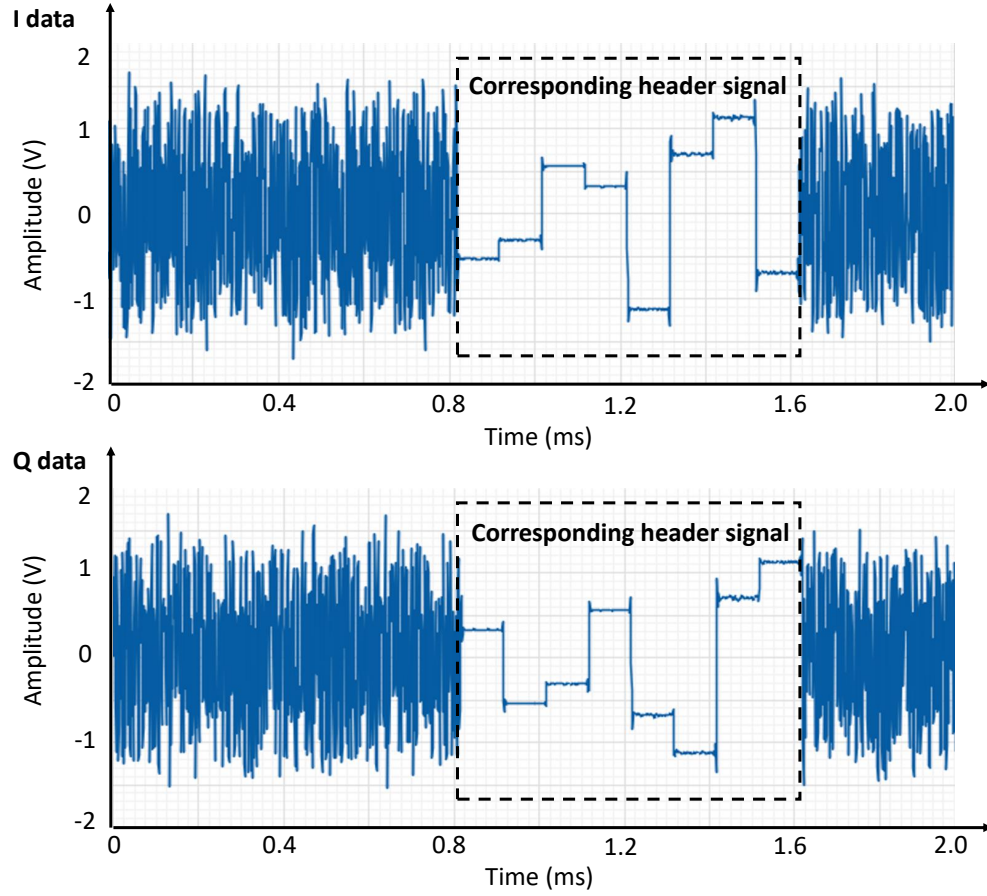 I data
Amplitude (V)
2
1
0
-1
-2
Corresponding header signal
0 0.4 0.8 1.2 1.6 2.0
Time (ms)
Q data
Amplitude (V)
2
1
0
-1
-2
Corresponding header signal
0 0.4 0.8 1.2 1.6 2.0
Time (ms)